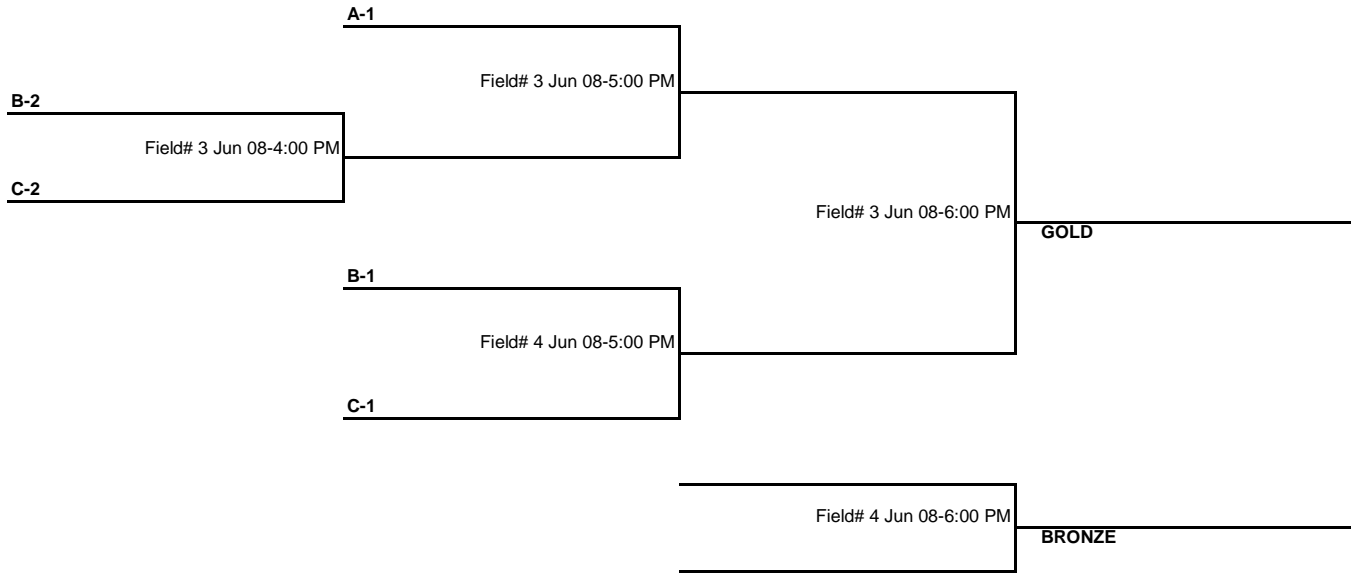 A-1
Field# 3 Jun 08-5:00 PM
B-2
Field# 3 Jun 08-4:00 PM
C-2
Field# 3 Jun 08-6:00 PM
GOLD
B-1
Field# 4 Jun 08-5:00 PM
C-1
Field# 4 Jun 08-6:00 PM
BRONZE